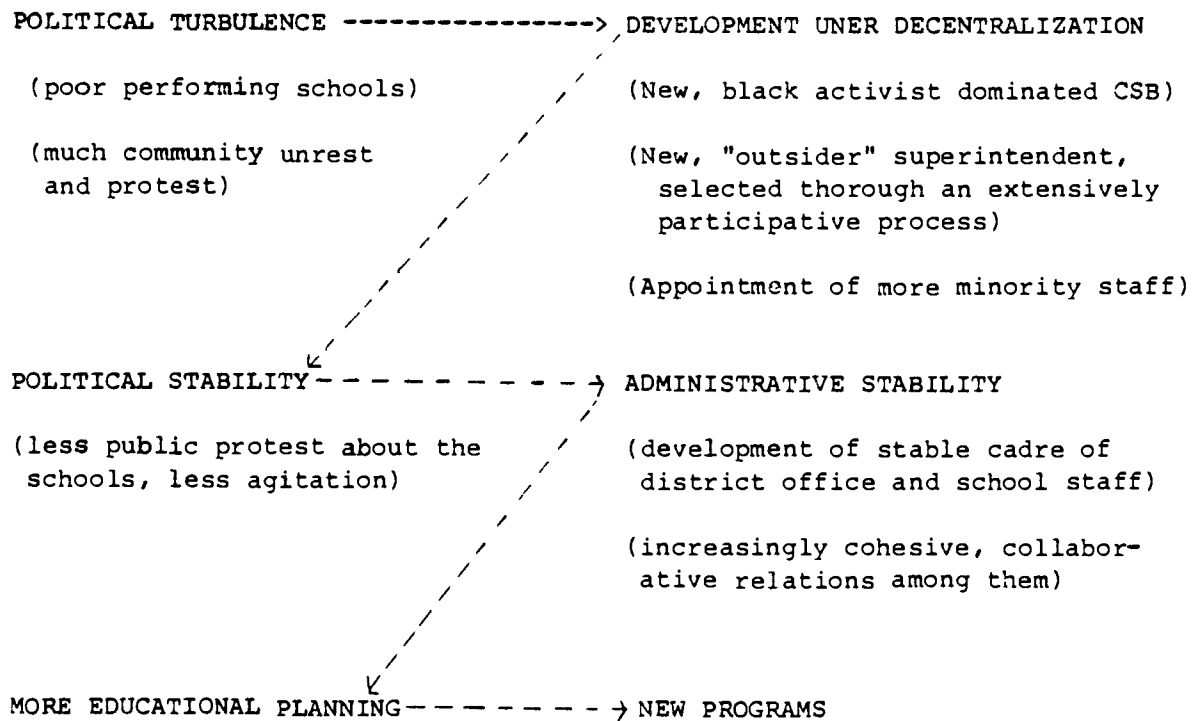 POLITICAL TURBULENCE DEVELOPMENT UNER DECENTRALIZATION
(poor performing schools)
(much community unrest
and protest)
(New, black activist dominated CSB)
(New, "outsider" superintendent,
selected thorough an extensively
participative process)
(Appointment of more minority staff)
POLITICAL STABILITY ADMINISTRATIVE STABILITY
(less public protest about the
schools, less agitation)
(development of stable cadre of
district office and school staff)
(increasingly cohesive, collabor-
ative relations among them)
MORE EDUCATIONAL PLANNING NEW PROGRAMS